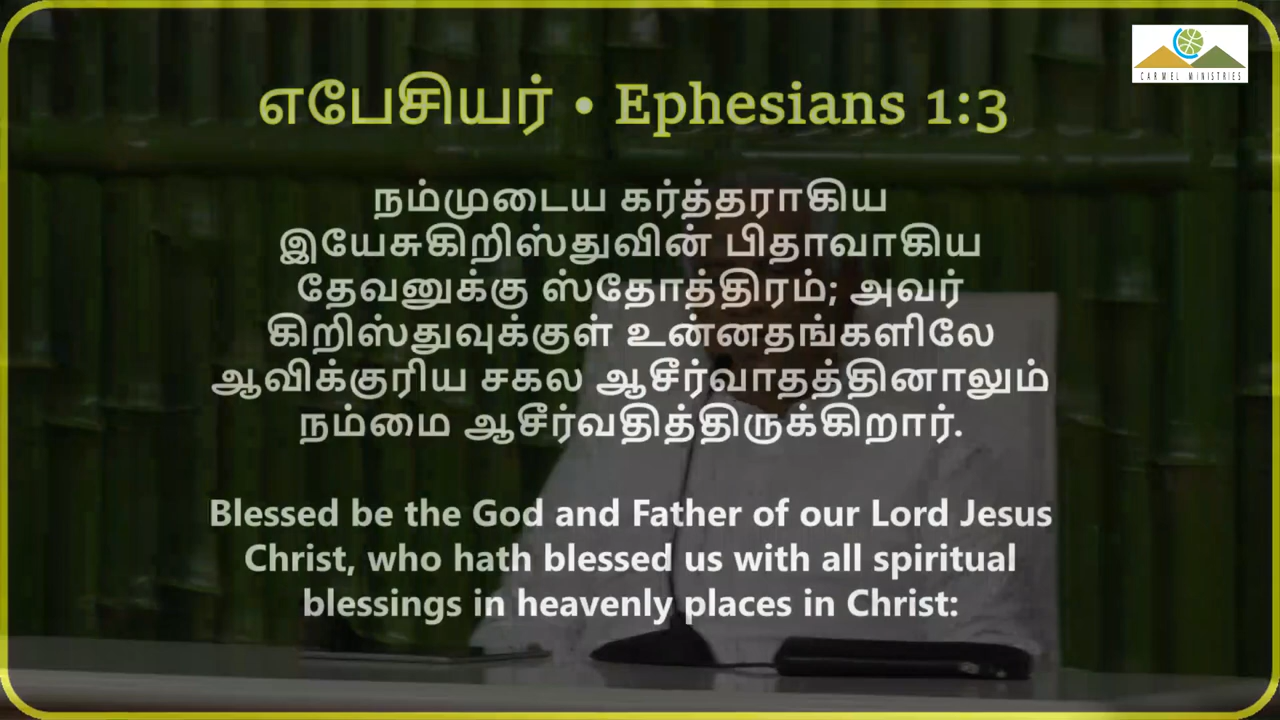 CARMEL MINISTRIES
எபேசியர் • Ephesians 1:3
நம்முடைய கர்த்தராகிய
இயேசுகிறிஸ்துவின் பிதாவாகிய
தேவனுக்கு ஸ்தோத்திரம்; அவர்
கிறிஸ்துவுக்குள் உன்னதங்களிலே
ஆவிக்குரிய சகல ஆசீர்வாதத்தினாலும்
நம்மை ஆசீர்வதித்திருக்கிறார்.
Blessed be the God and Father of our Lord Jesus
Christ, who hath blessed us with all spiritual
blessings in heavenly places in Christ: